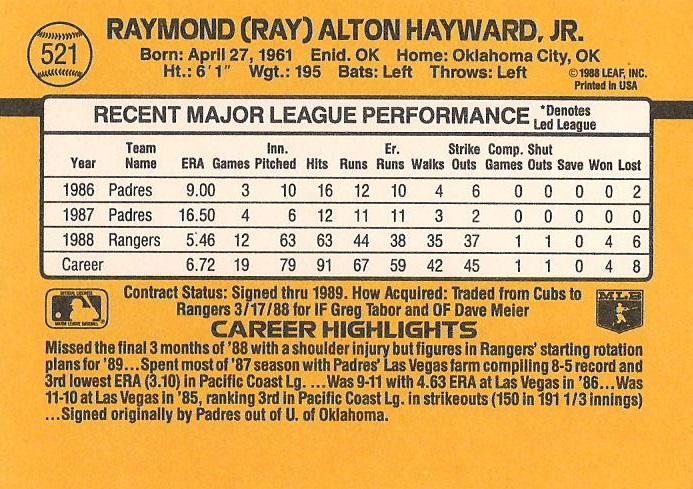 521
RAYMOND (RAY) ALTON HAYWARD, JR.
Born: April 27, 1961 Enid. OK Home: Oklahoma City, OK
Ht.: 6'1" Wgt.: 195 Bats: Left Throws: Left
©1988 LEAF, INC.
Printed in USA
RECENT MAJOR LEAGUE PERFORMANCE *Denotes Led League
Year Team Name ERA Games Inn. Pitched Hits Runs Er. Runs Walks Strike Outs Comp. Games Shut Outs Save Won Lost
1986 Padres 9.00 3 10 16 12 10 4 6 0 0 0 0 2
1987 Padres 16.50 4 6 12 11 11 3 2 0 0 0 0 0
1988 Rangers 5.46 12 63 63 44 38 35 37 1 1 0 4 6
Career 6.72 19 79 91 67 59 42 45 1 1 0 4 8
Contract Status: Signed thru 1989. How Acquired: Traded from Cubs to
Rangers 3/17/88 for IF Greg Tabor and OF Dave Meier
OFFICIAL LICENSEE
MAJOR LEAGUE BASEBALL
MLB
CAREER HIGHLIGHTS
Missed the final 3 months of '88 with a shoulder injury but figures in Rangers' starting rotation
plans for '89...Spent most of '87 season with Padres' Las Vegas farm compiling 8-5 record and
3rd lowest ERA (3.10) in Pacific Coast Lg. ...Was 9-11 with 4.63 ERA at Las Vegas in '86...Was
11-10 at Las Vegas in '85, ranking 3rd in Pacific Coast Lg. in strikeouts (150 in 191 1/3 innings)
...Signed originally by Padres out of U. of Oklahoma.